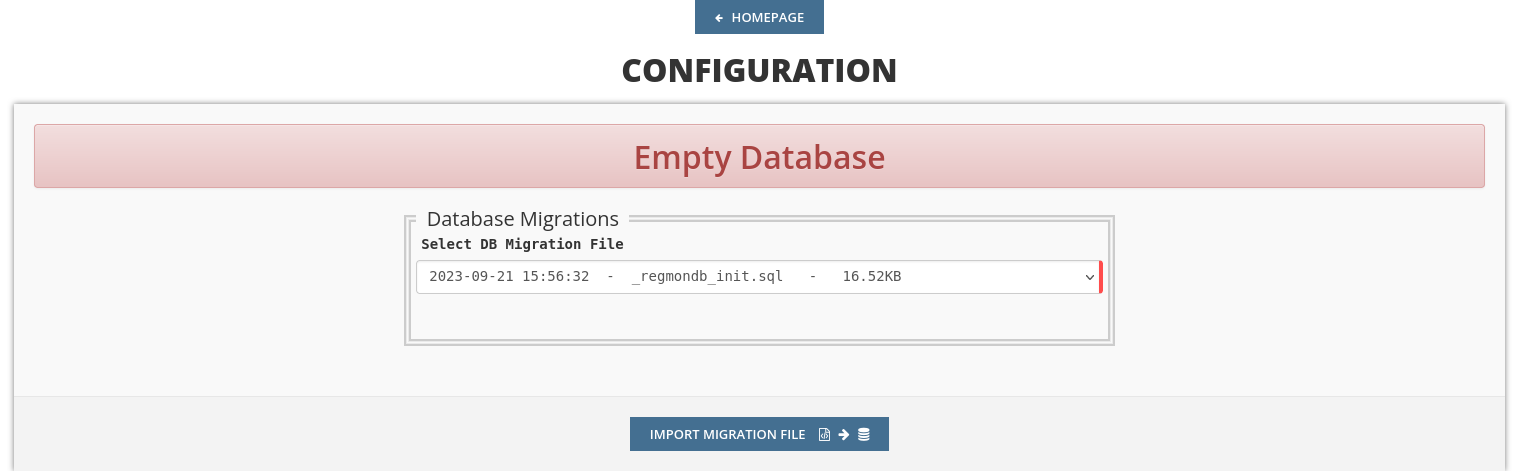 HOMEPAGE
CONFIGURATION
Empty Database
Database Migrations
Select DB Migration File
2023-09-21 15:56:32 - _regmondb_init.sql - 16.52KB
IMPORT MIGRATION FILE